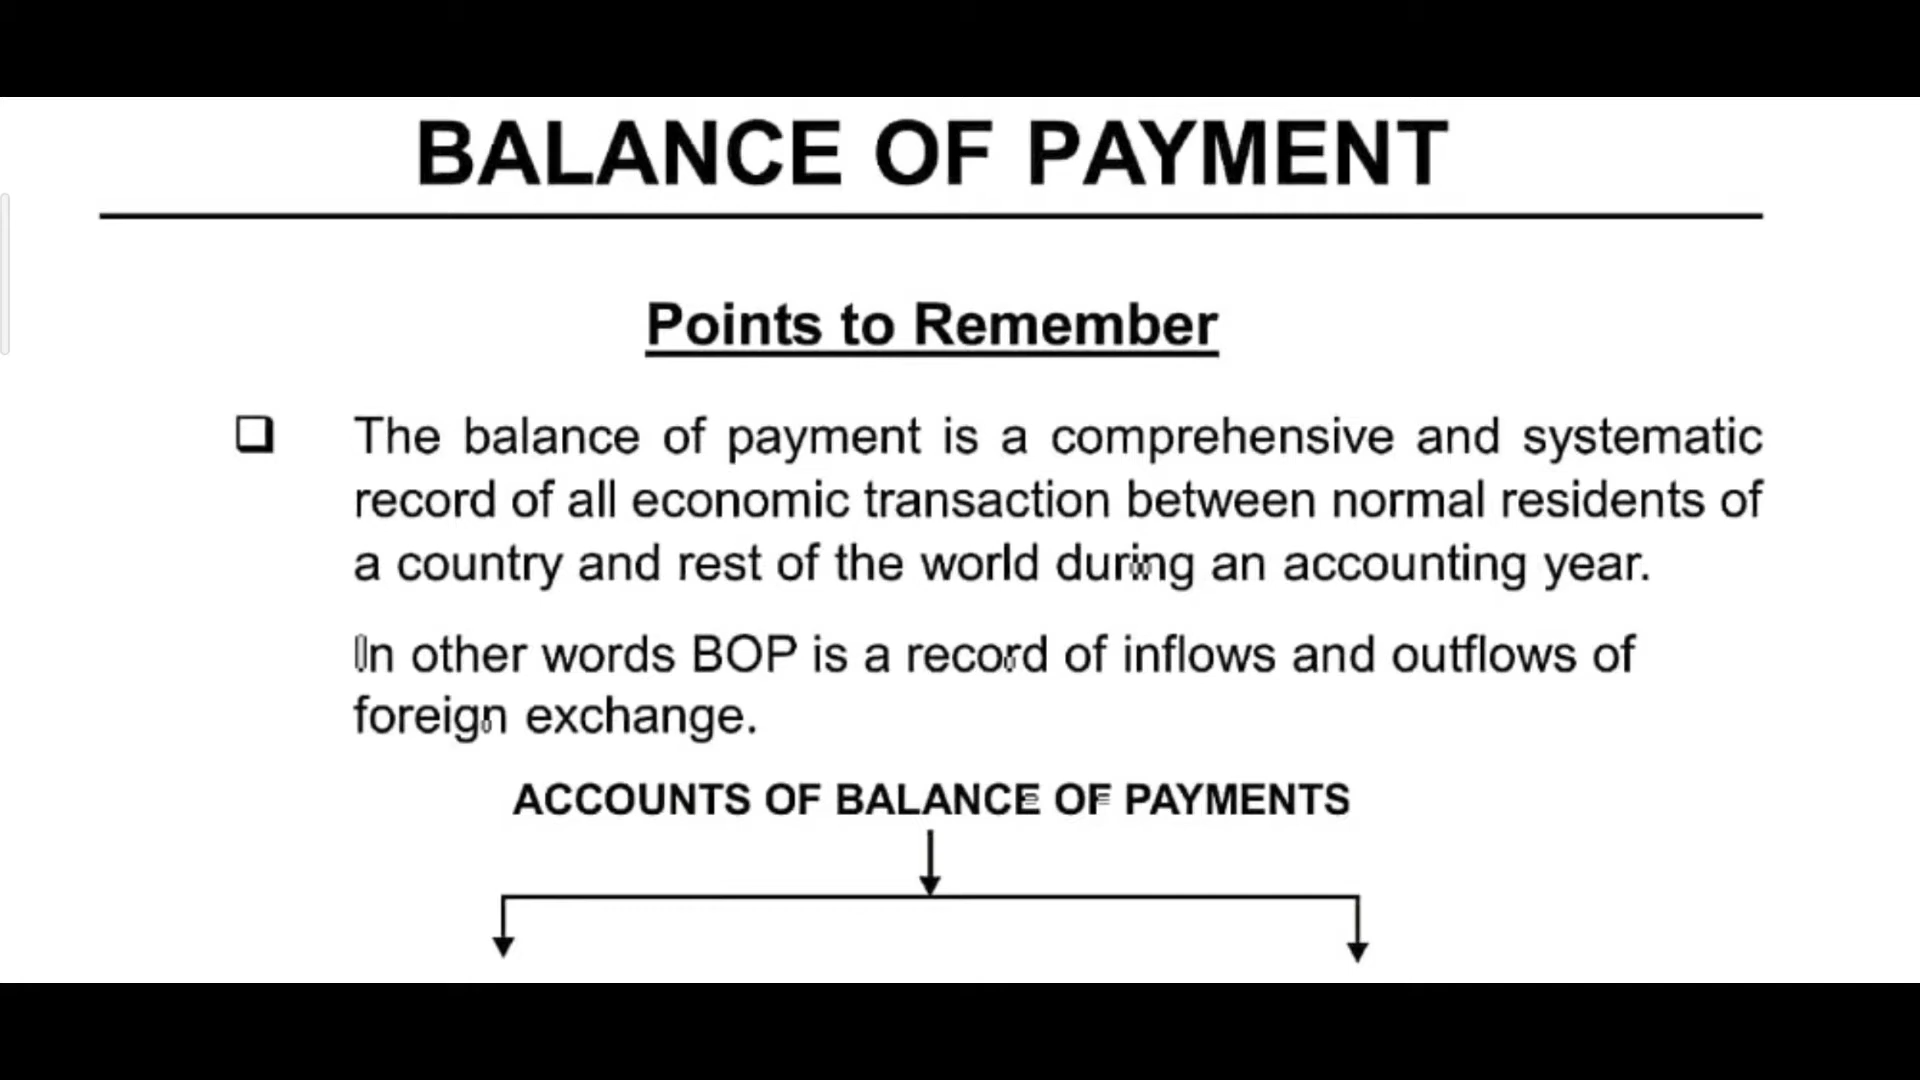 BALANCE OF PAYMENT
Points to Remember
The balance of payment is a comprehensive and systematic
record of all economic transaction between normal residents of
a country and rest of the world during an accounting year.
In other words BOP is a record of inflows and outflows of
foreign exchange.
ACCOUNTS OF BALANCE OF PAYMENTS